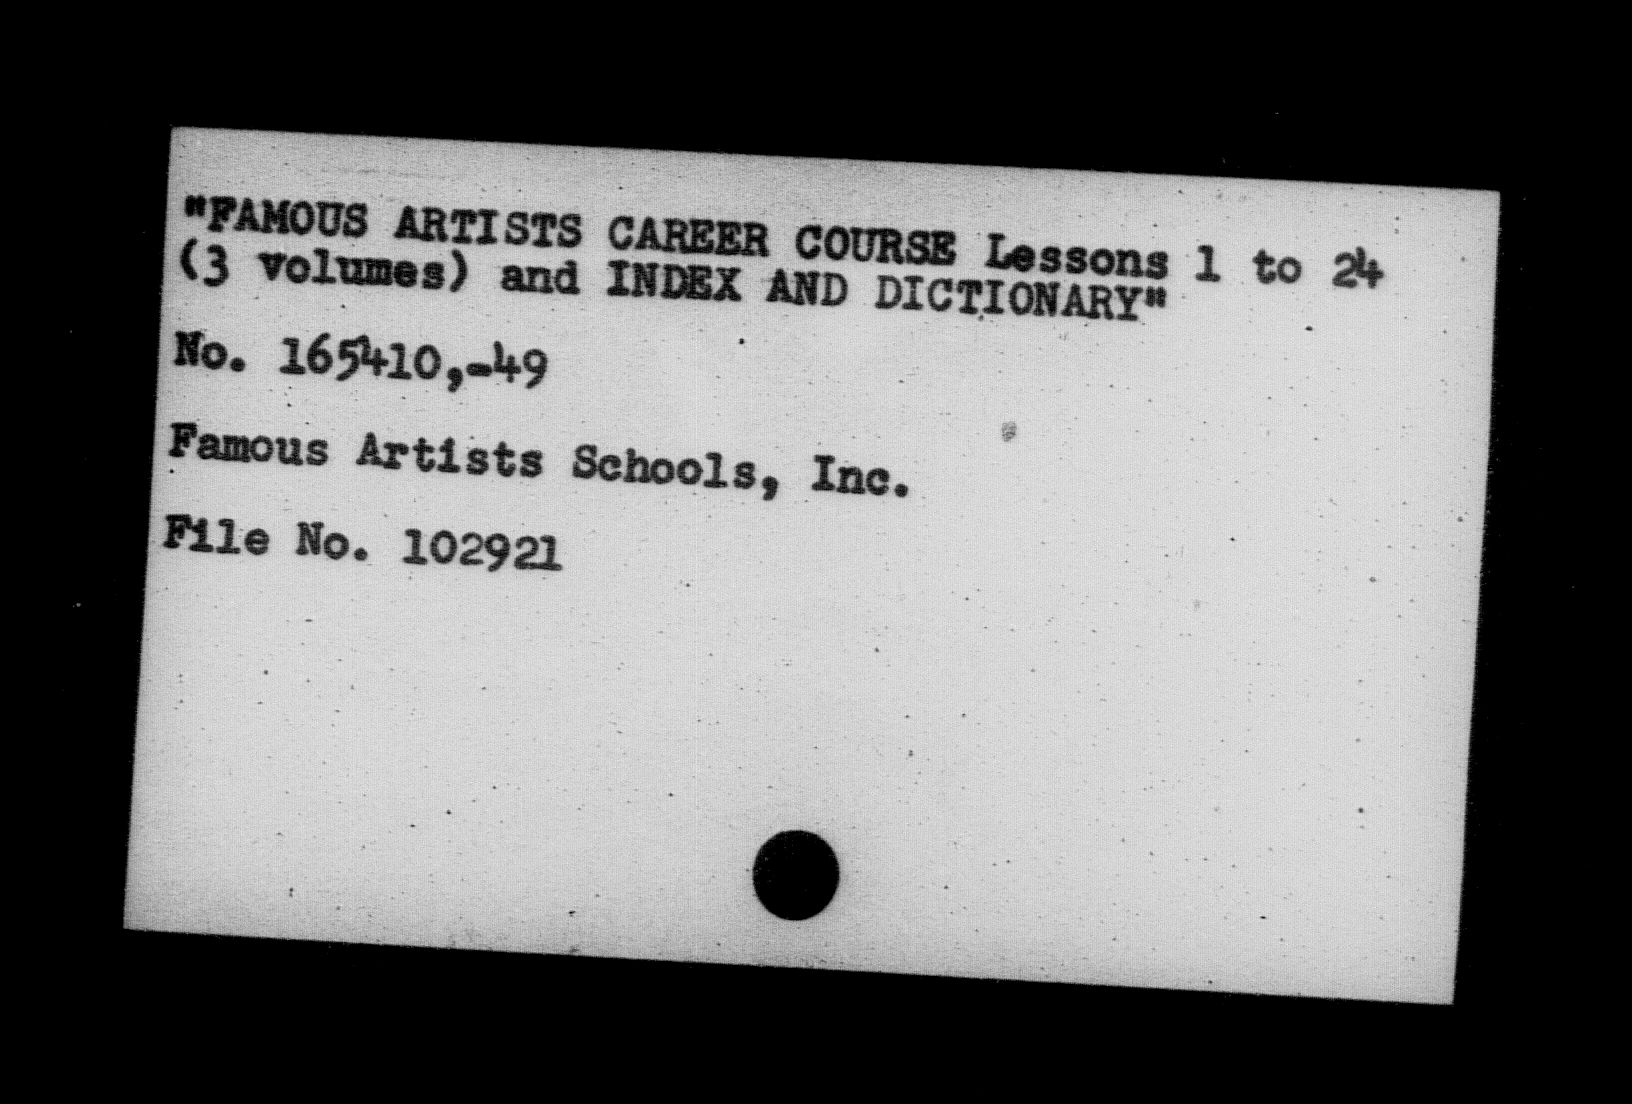 "FAMOUS ARTISTS CAREER COURSE Lessons 1 to 24
(3 volumes) and INDEX AND DICTIONARY"
No. 165410,-49
Famous Artists Schools, Inc.
File No. 102921